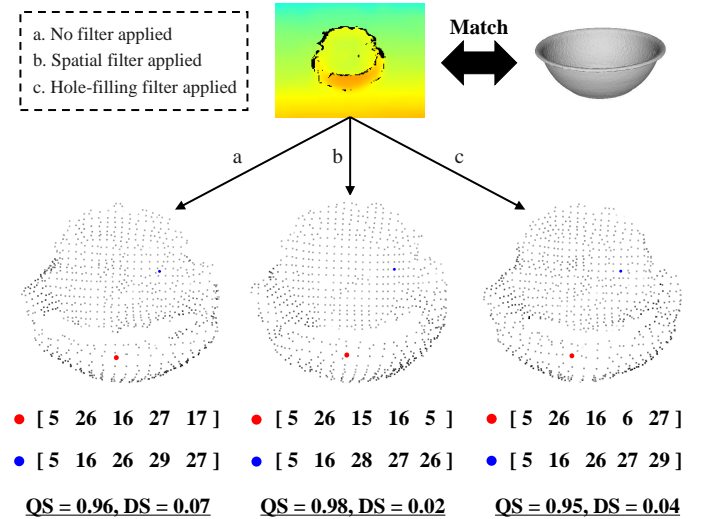 a. No filter applied
b. Spatial filter applied
c. Hole-filling filter applied
Match
a
b
c
[ 5 26 16 27 17 ]
[ 5 26 15 16 5 ]
[ 5 26 16 6 27 ]
[ 5 16 26 29 27 ]
[ 5 16 28 27 26 ]
[ 5 16 26 27 29 ]
QS = 0.96, DS = 0.07
QS = 0.98, DS = 0.02
QS = 0.95, DS = 0.04